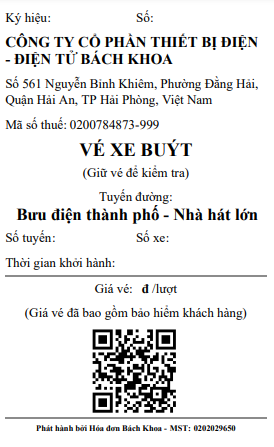 Ký hiệu: Số:
CÔNG TY CỔ PHẦN THIẾT BỊ ĐIỆN
- ĐIỆN TỬ BÁCH KHOA
Số 561 Nguyễn Bỉnh Khiêm, Phường Đằng Hải,
Quận Hải An, TP Hải Phòng, Việt Nam
Mã số thuế: 0200784873-999
VÉ XE BUÝT
(Giữ vé để kiểm tra)
Tuyến đường:
Bưu điện thành phố - Nhà hát lớn
Số tuyến: Số xe:
Thời gian khởi hành:
Giá vé: đ /lượt
(Giá vé đã bao gồm bảo hiểm khách hàng)
Phát hành bởi Hóa đơn Bách Khoa - MST: 0202029650